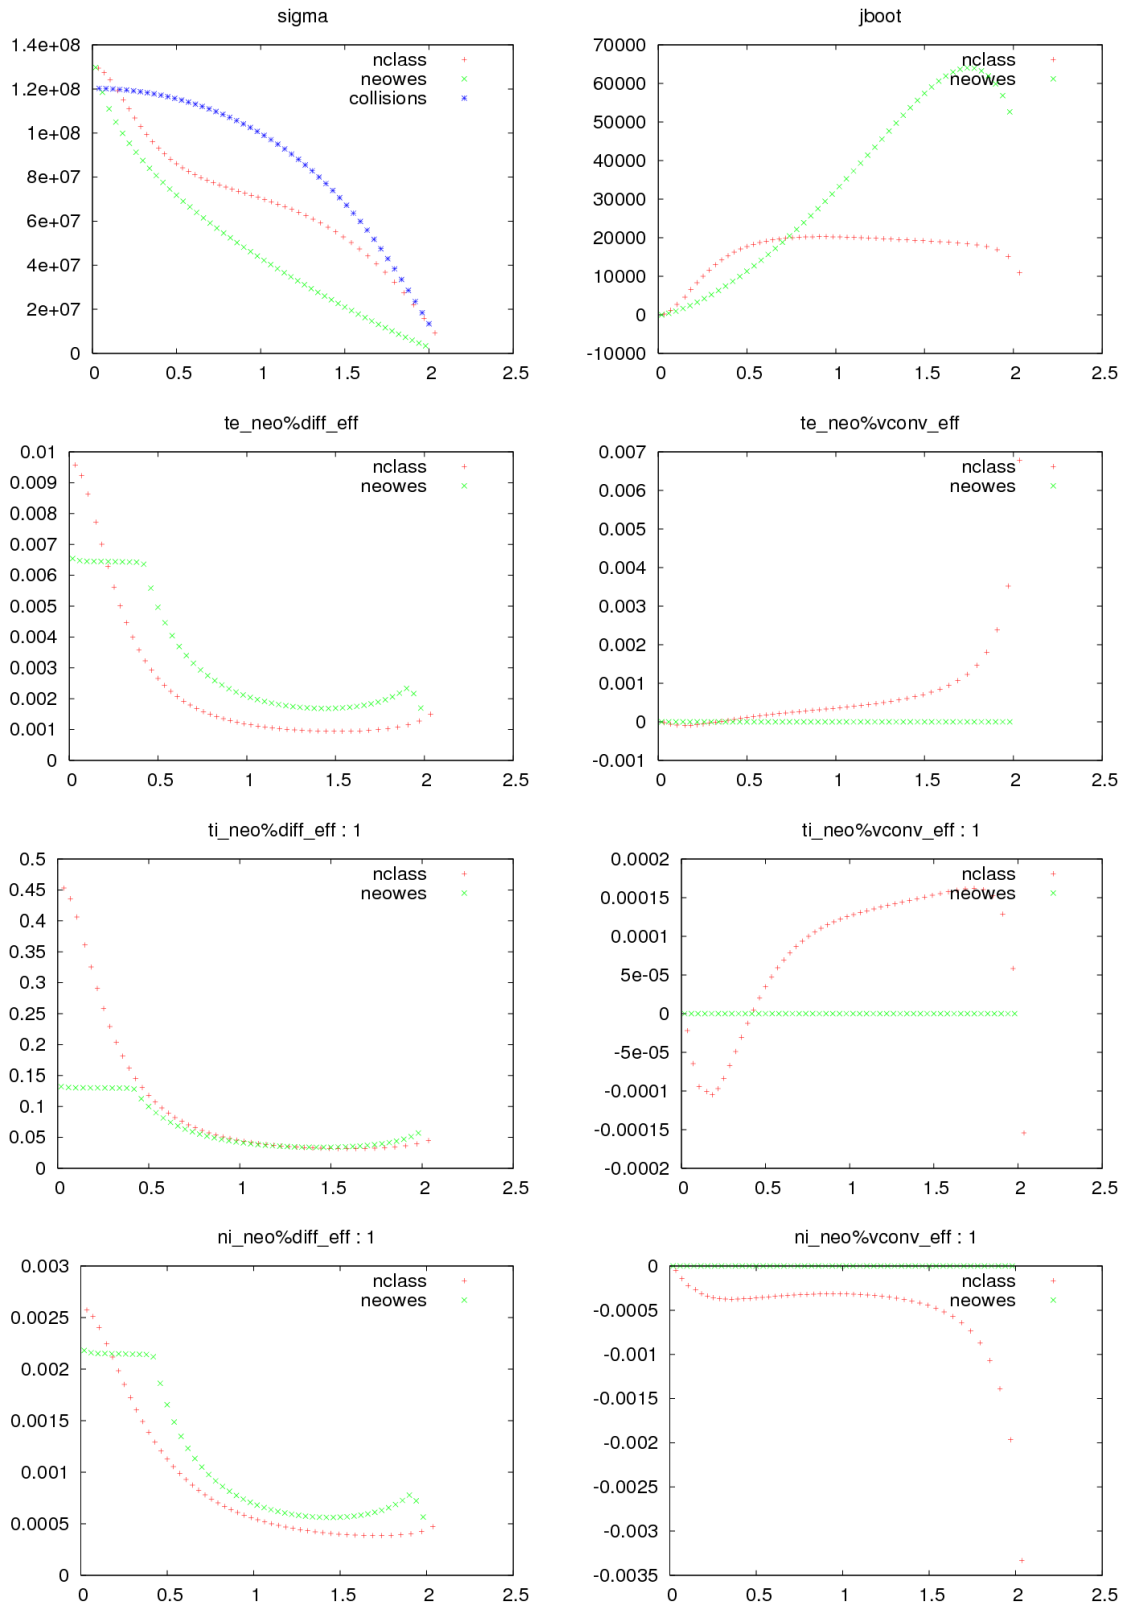 sigma
1.4e+08
1.2e+08
1e+08
8e+07
6e+07
4e+07
2e+07
0
nclass
neowes
collisions
0 0.5 1 1.5 2 2.5
jboot
70000
60000
50000
40000
30000
20000
10000
0
-10000
nclass
neowes
0 0.5 1 1.5 2 2.5
te_neo%diff_eff
0.01
0.009
0.008
0.007
0.006
0.005
0.004
0.003
0.002
0.001
0
nclass
neowes
0 0.5 1 1.5 2 2.5
te_neo%vconv_eff
0.007
0.006
0.005
0.004
0.003
0.002
0.001
0
-0.001
nclass
neowes
0 0.5 1 1.5 2 2.5
ti_neo%diff_eff : 1
0.5
0.45
0.4
0.35
0.3
0.25
0.2
0.15
0.1
0.05
0
nclass
neowes
0 0.5 1 1.5 2 2.5
ti_neo%vconv_eff : 1
0.0002
0.00015
0.0001
5e-05
0
-5e-05
-0.0001
-0.00015
-0.0002
nclass
neowes
0 0.5 1 1.5 2 2.5
ni_neo%diff_eff : 1
0.003
0.0025
0.002
0.0015
0.001
0.0005
0
nclass
neowes
0 0.5 1 1.5 2 2.5
ni_neo%vconv_eff : 1
0
-0.0005
-0.001
-0.0015
-0.002
-0.0025
-0.003
-0.0035
nclass
neowes
0 0.5 1 1.5 2 2.5